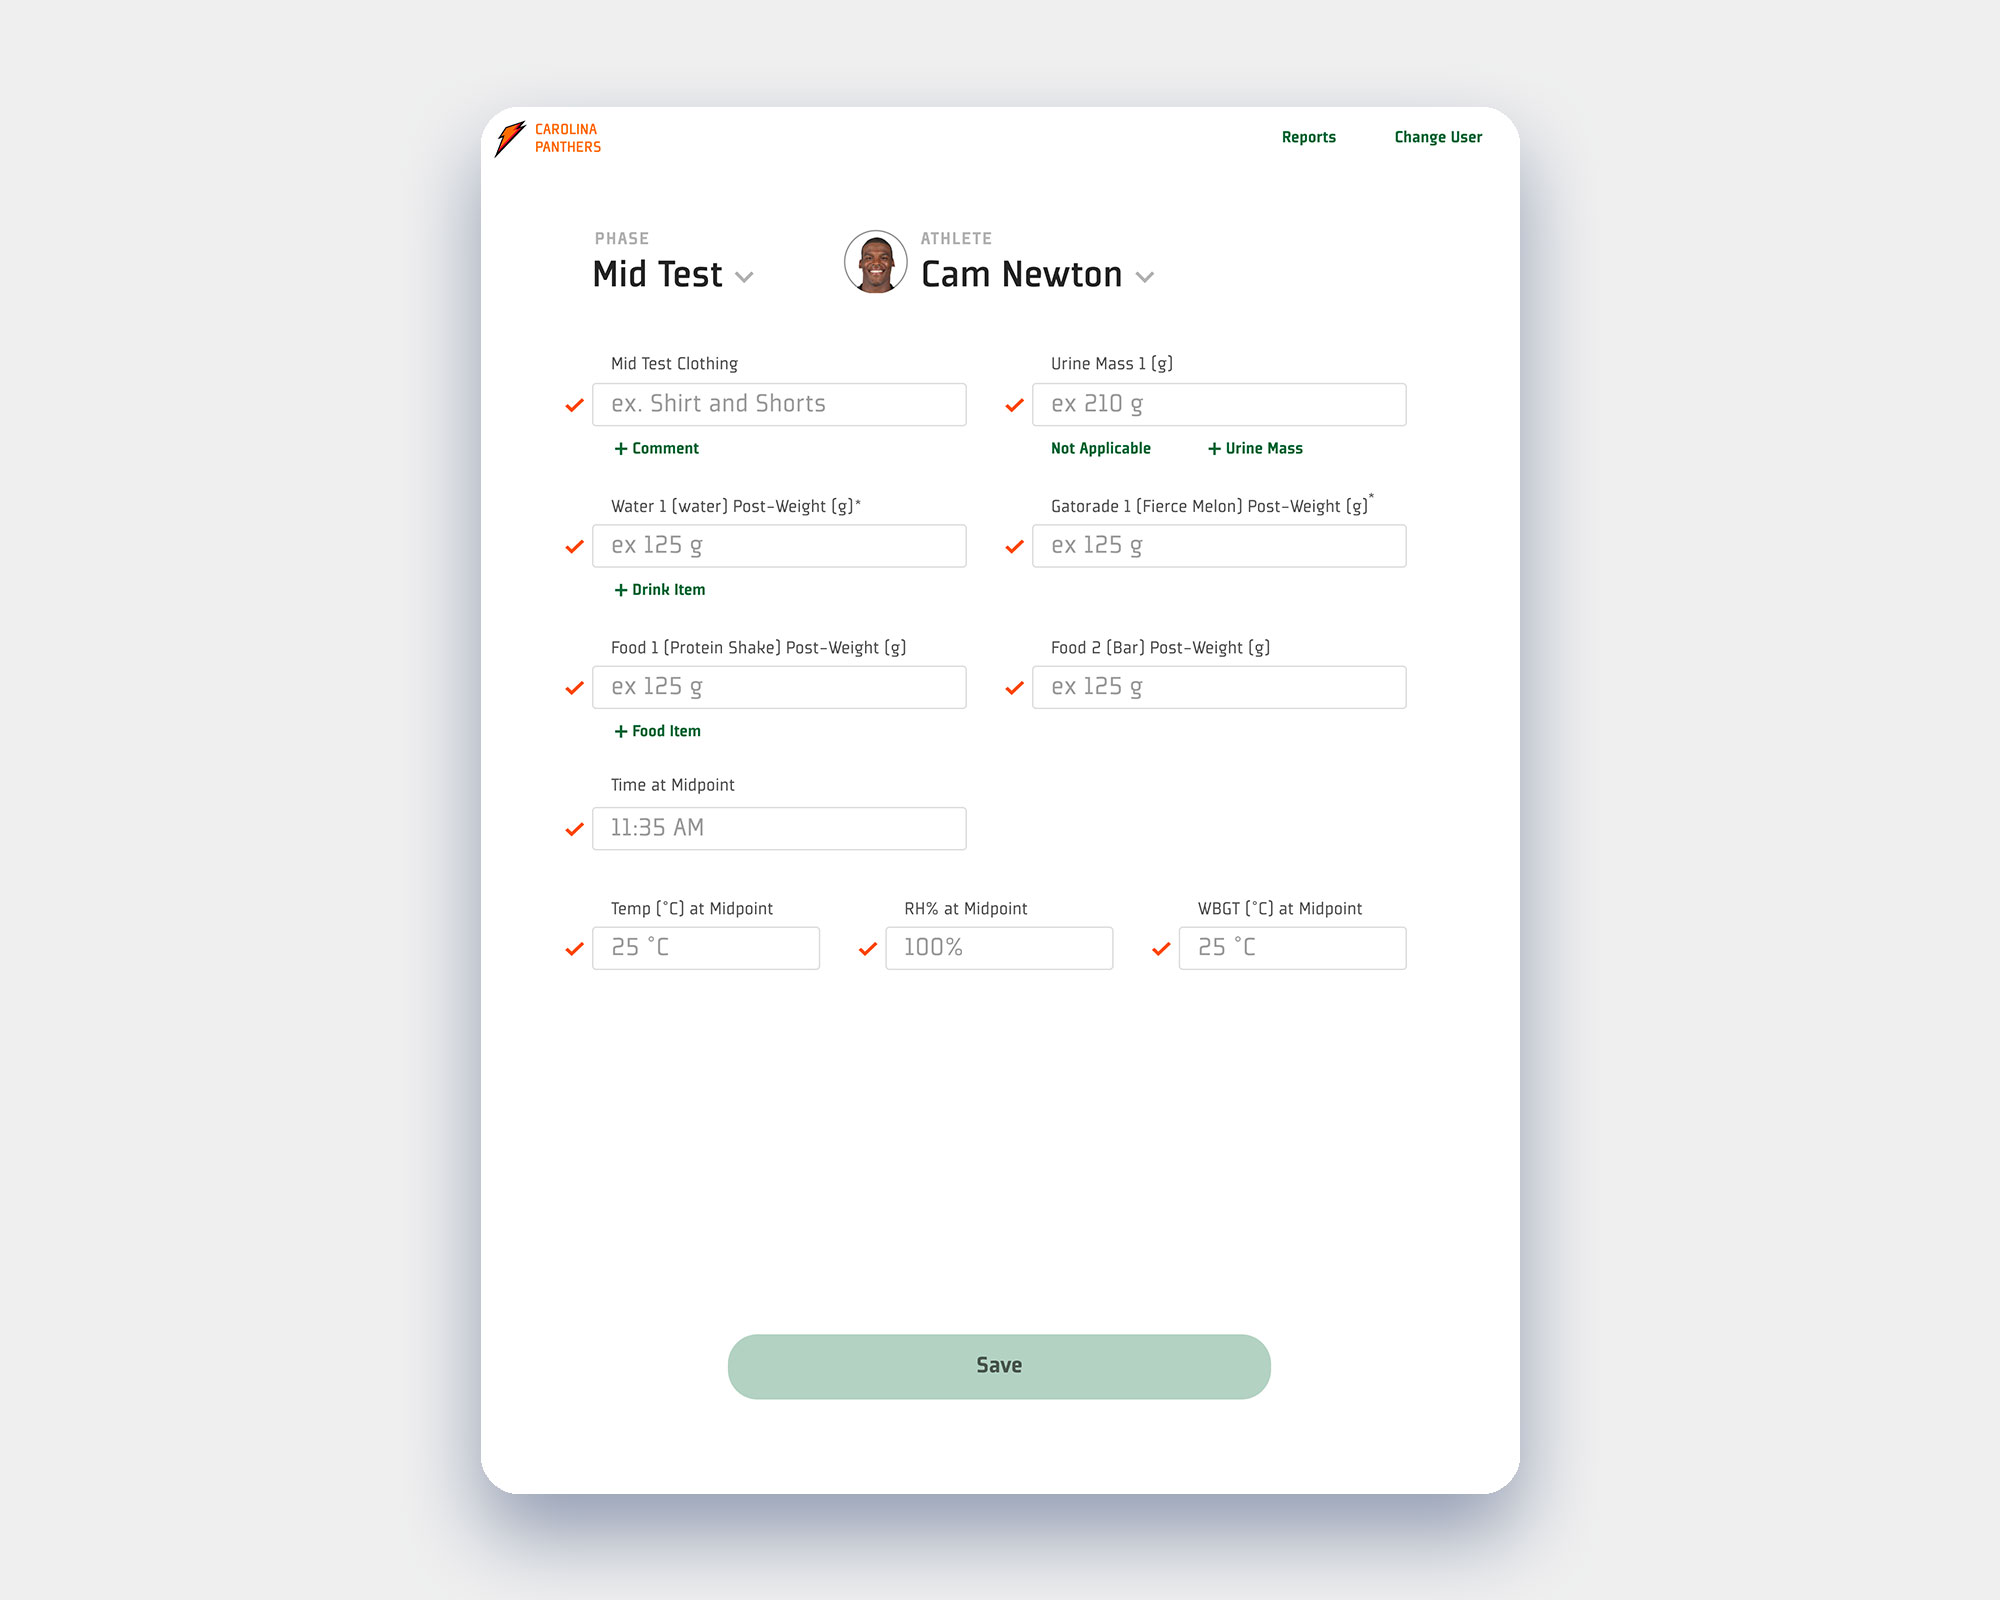 CAROLINA
PANTHERS
Reports
Change User
PHASE
Mid Test
ATHLETE
Cam Newton
Mid Test Clothing
ex. Shirt and Shorts
+ Comment
Urine Mass 1 (g)
ex 210 g
Not Applicable
+ Urine Mass
Water 1 (water) Post-Weight (g)*
ex 125 g
+ Drink Item
Gatorade 1 (Fierce Melon) Post-Weight (g)*
ex 125 g
Food 1 (Protein Shake) Post-Weight (g)
ex 125 g
+ Food Item
Food 2 (Bar) Post-Weight (g)
ex 125 g
Time at Midpoint
11:35 AM
Temp (°C) at Midpoint
25 °C
RH% at Midpoint
100%
WBGT (°C) at Midpoint
25 °C
Save